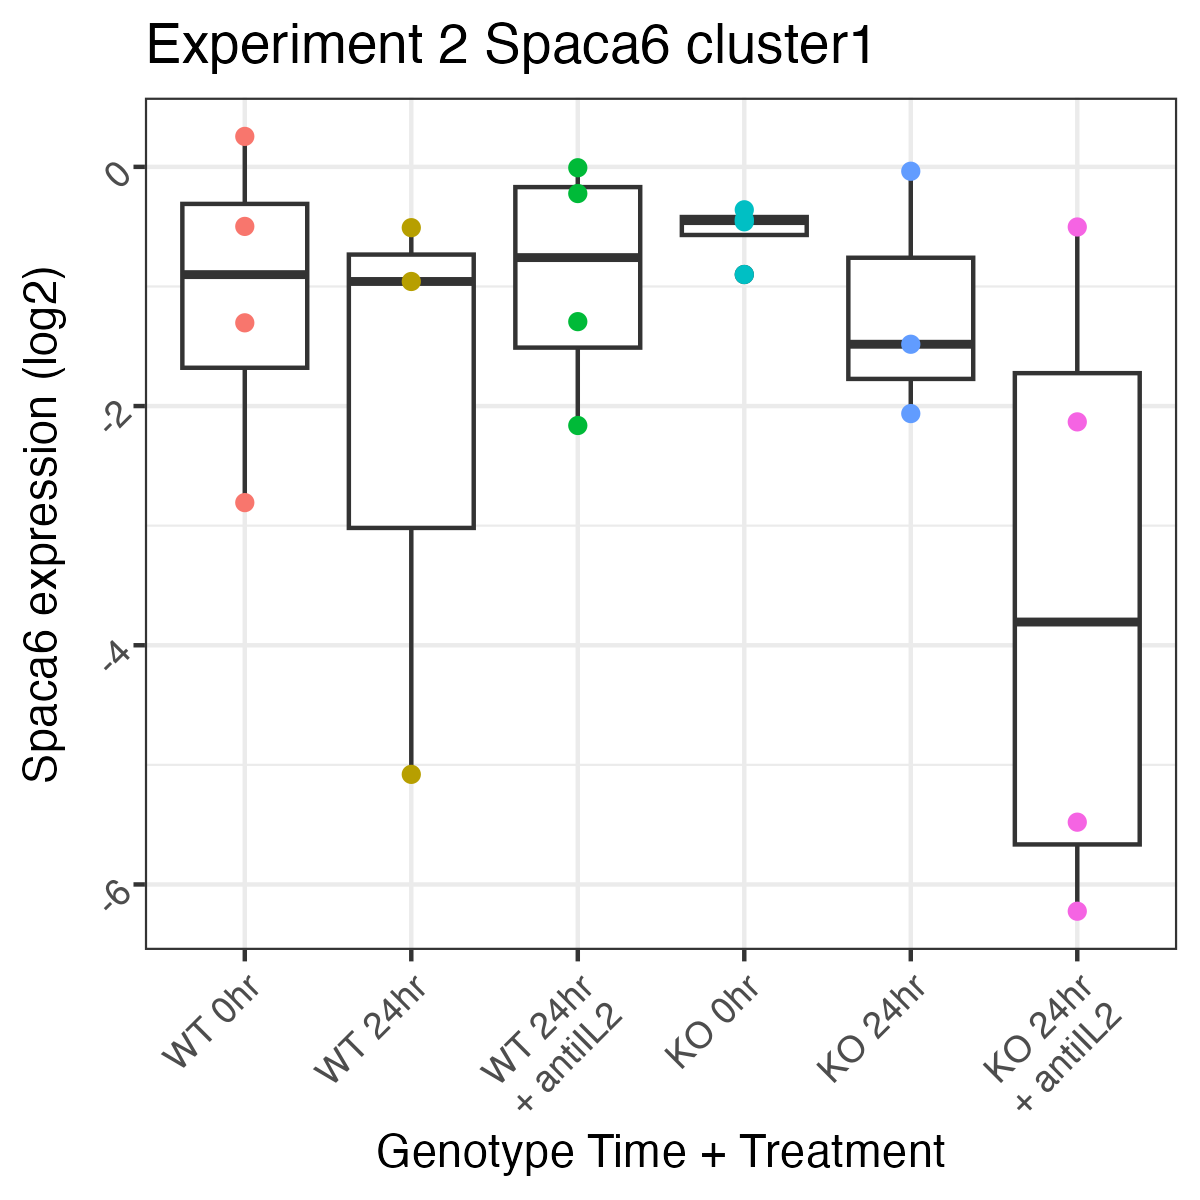 Experiment 2 Spaca6 cluster1
Spaca6 expression (log2)
0
-2
-4
-6
WT 0hr
WT 24hr
WT 24hr
+ antiIL2
KO 0hr
KO 24hr
KO 24hr
+ antiIL2
Genotype Time + Treatment